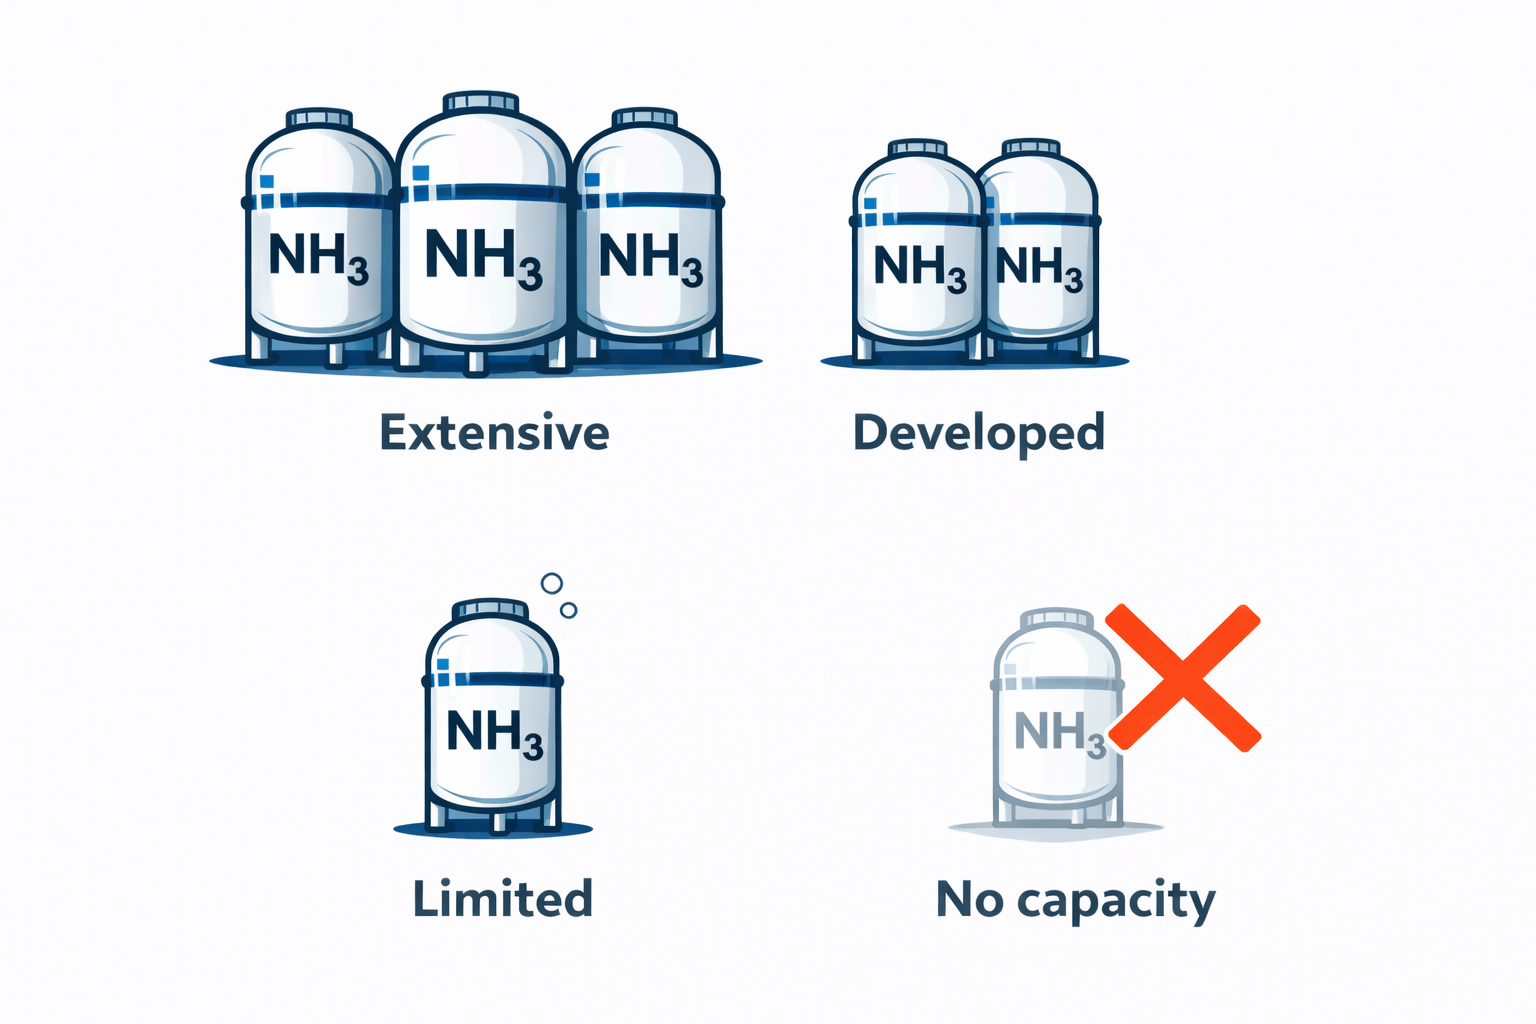 NH₃ NH₃ NH₃ NH₃ NH₃
Extensive Developed
NH₃ NH₃
Limited No capacity